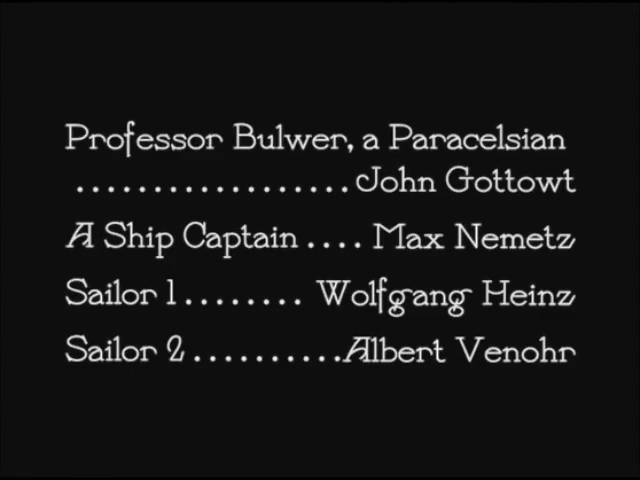 Professor Bulwer, a Paracelsian
..................John Gottowt
A Ship Captain .... Max Nemetz
Sailor 1........ Wolfgang Heinz
Sailor 2..........Albert Venohr